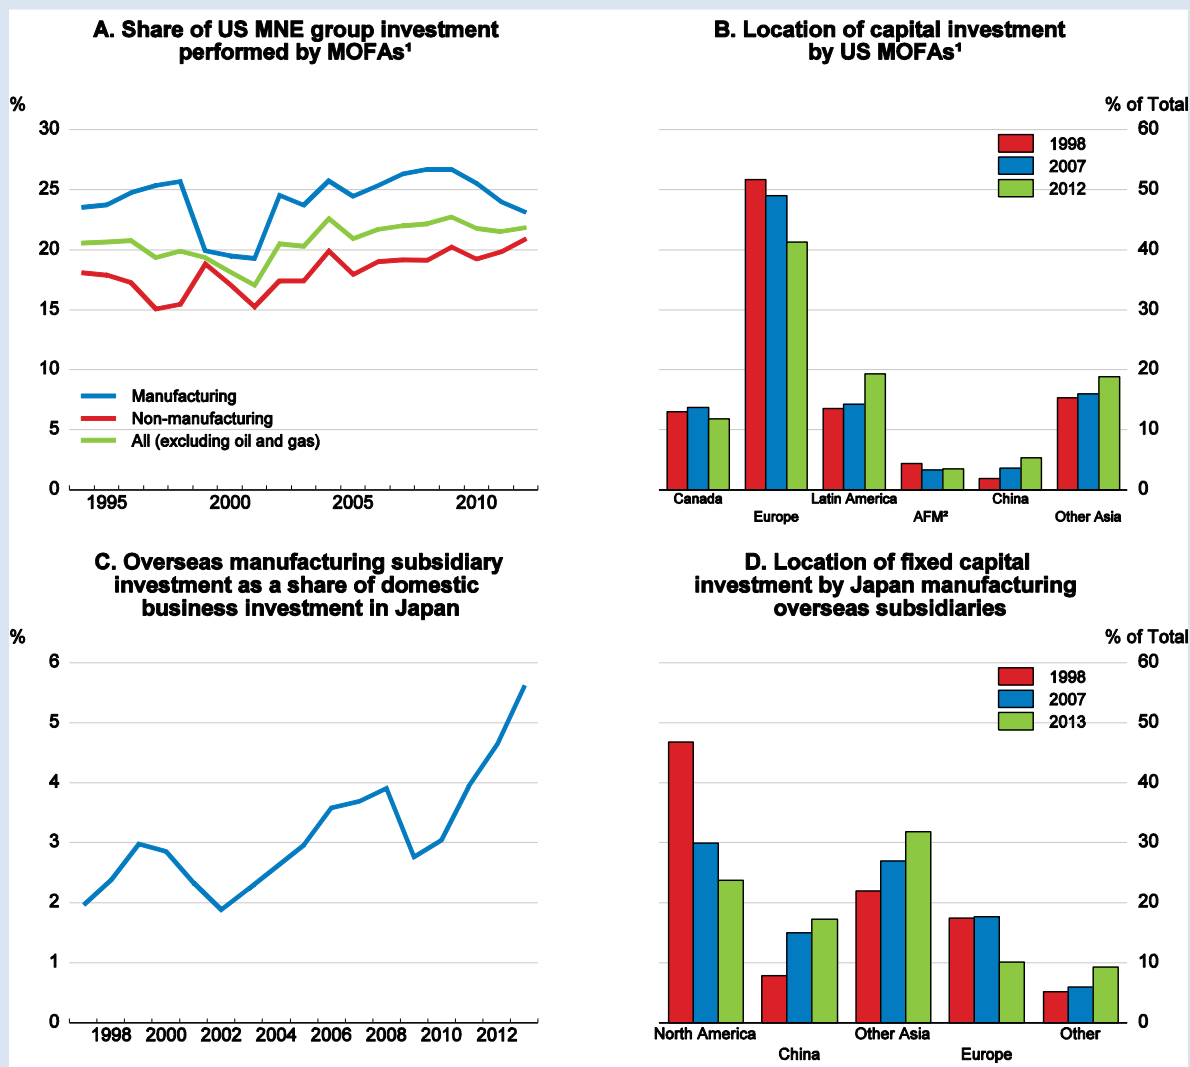 A. Share of US MNE group investment
performed by MOFAs¹
%
30
25
20
15
10
5
0
Manufacturing
Non-manufacturing
All (excluding oil and gas)
1995 2000 2005 2010
B. Location of capital investment
by US MOFAs¹
% of Total
60
50
40
30
20
10
0
1998
2007
2012
Canada Latin America China
Europe AFM² Other Asia
C. Overseas manufacturing subsidiary
investment as a share of domestic
business investment in Japan
%
6
5
4
3
2
1
0
1998 2000 2002 2004 2006 2008 2010 2012
D. Location of fixed capital
investment by Japan manufacturing
overseas subsidiaries
% of Total
60
50
40
30
20
10
0
1998
2007
2013
North America Other Asia Other
China Europe